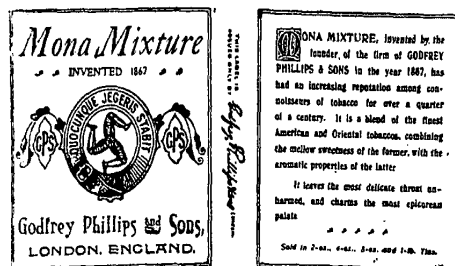 Mona Mixture
INVENTED 1867
QUOCUNQUE JEGERIS STABIT
GPS
GPS
Godfrey Phillips and Sons,
LONDON. ENGLAND.
THIS LABEL IS
Godfrey Phillips & Sons
MONA MIXTURE, invented by the
founder, of the firm of GODFREY
PHILLIPS & SONS in the year 1867, has
had an increasing reputation among con-
noisseurs of tobacco for over a quarter
of a century. It is a blend of the finest
American and Oriental tobaccos, combining
the mellow sweetness of the former, with the
aromatic properties of the latter
It leaves the most delicate throat un-
harmed, and charms the most epicurean
palate
Sold in 2-oz., 4-oz., 8-oz. and 1-lb. Tins.